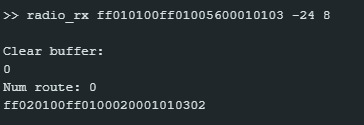 >> radio_rx ff010100ff01005600010103 -24 8
Clear buffer:
0
Num route: 0
ff020100ff0100020001010302